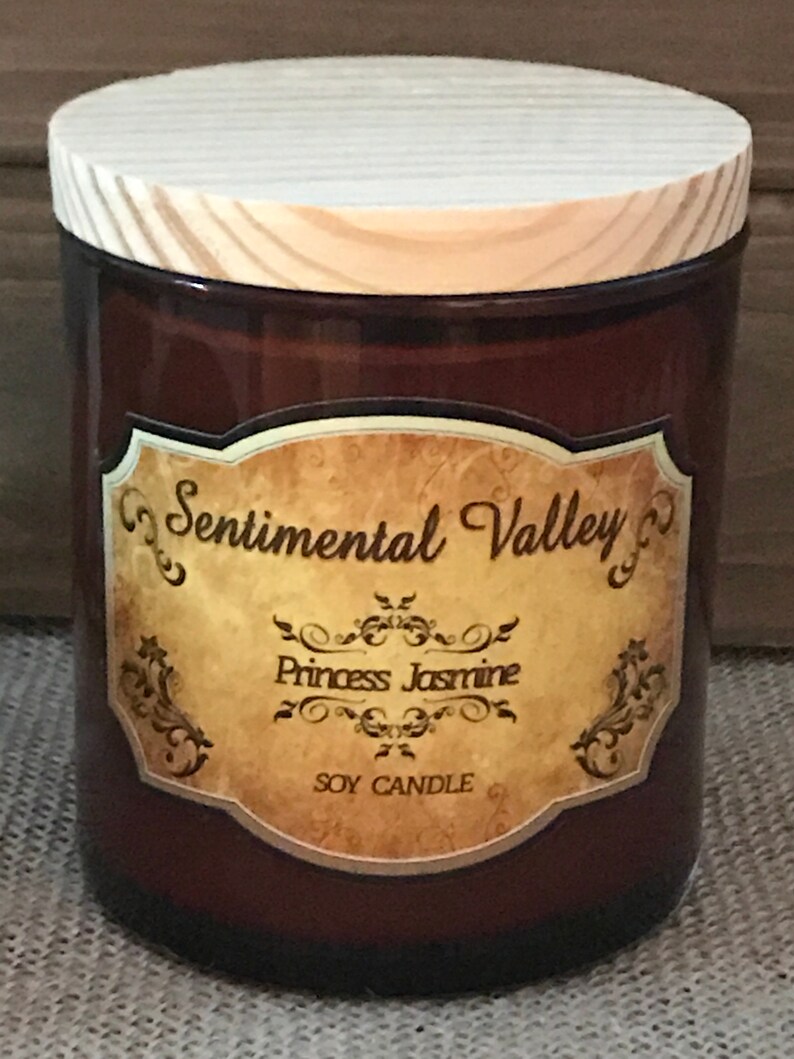 Sentimental Valley
Princess Jasmine
SOY CANDLE